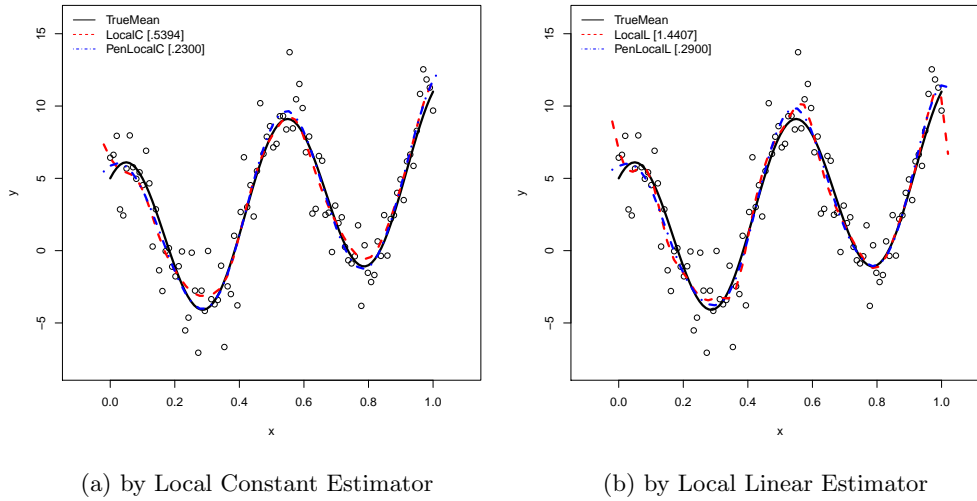 TrueMean
LocalC [.5394]
PenLocalC [.2300]
15
10
5
0
−5
y
0.0 0.2 0.4 0.6 0.8 1.0
x
(a) by Local Constant Estimator
TrueMean
LocalL [1.4407]
PenLocalL [.2900]
15
10
5
0
−5
y
0.0 0.2 0.4 0.6 0.8 1.0
x
(b) by Local Linear Estimator